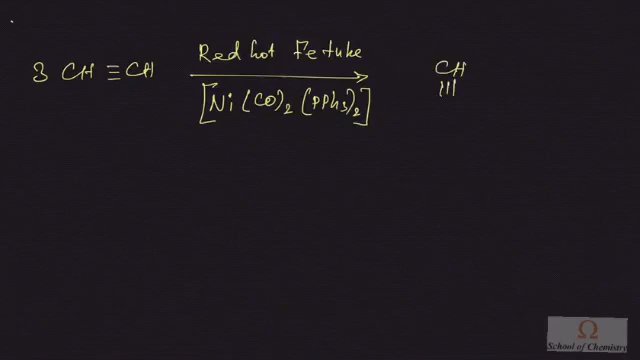 3 CH ≡ CH Red hot Fe tube CH
[Ni(CO)₂(PPh₃)₂] |||
Ω
School of Chemistry